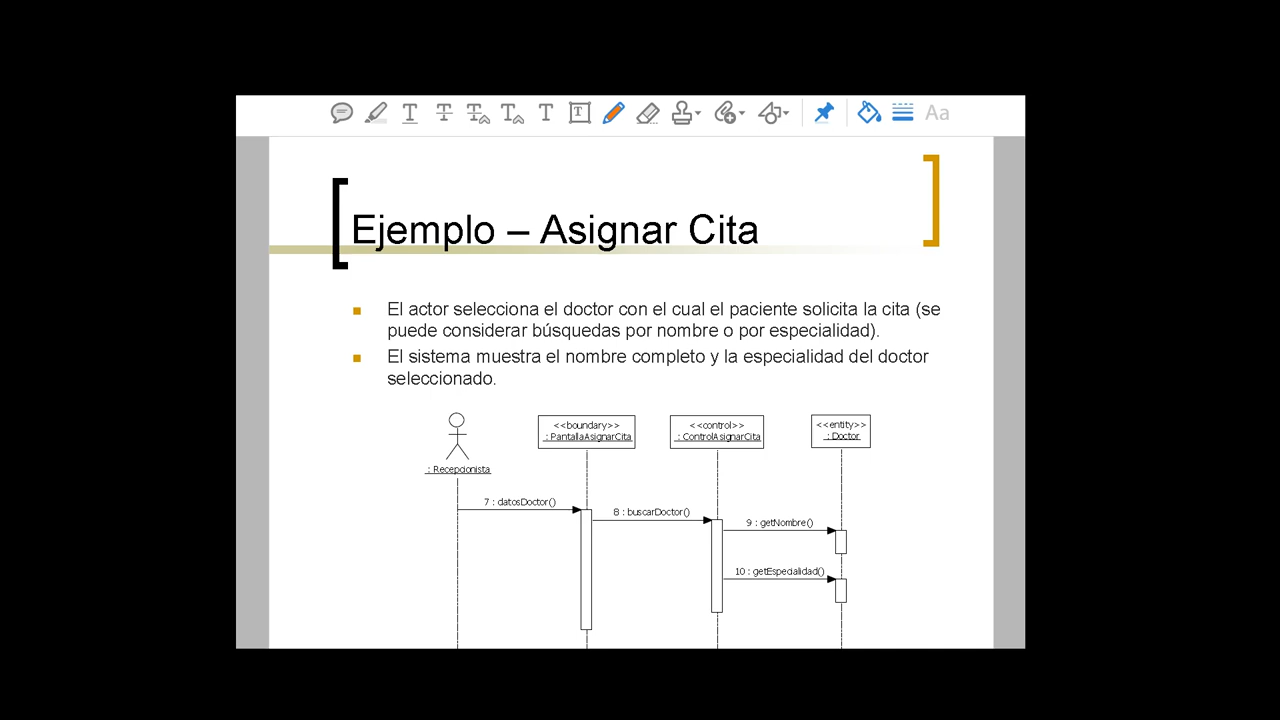 T T T T T T Aa
Ejemplo – Asignar Cita
El actor selecciona el doctor con el cual el paciente solicita la cita (se
puede considerar búsquedas por nombre o por especialidad).
El sistema muestra el nombre completo y la especialidad del doctor
seleccionado.
<<boundary>> <<control>> <<entity>>
: PantallaAsignarCita : ControlAsignarCita : Doctor
: Recepcionista
7 : datosDoctor()
8 : buscarDoctor()
9 : getNombre()
10 : getEspecialidad()